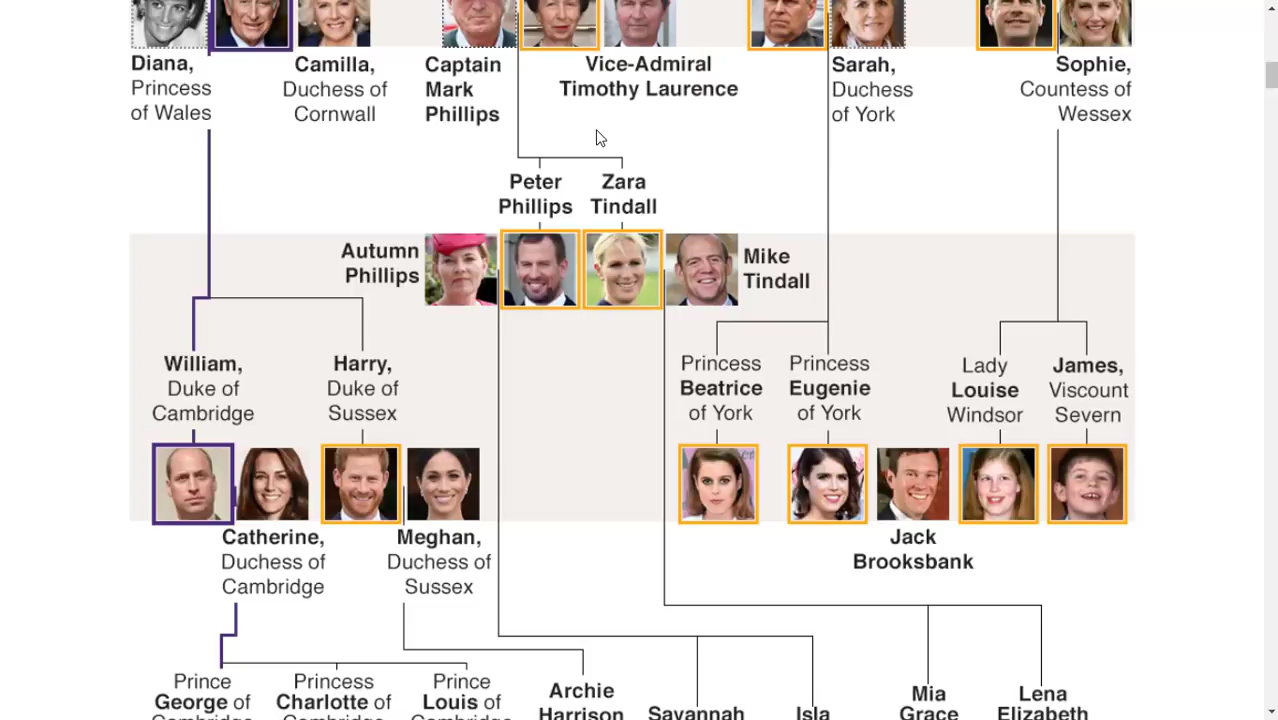 Diana,
Princess
of Wales
Camilla,
Duchess of
Cornwall
Captain
Mark
Phillips
Vice-Admiral
Timothy Laurence
Sarah,
Duchess
of York
Sophie,
Countess of
Wessex
Peter
Phillips
Zara
Tindall
Autumn
Phillips
Mike
Tindall
William,
Duke of
Cambridge
Harry,
Duke of
Sussex
Princess
Beatrice
of York
Princess
Eugenie
of York
Lady
Louise
Windsor
James,
Viscount
Severn
Catherine,
Duchess of
Cambridge
Meghan,
Duchess of
Sussex
Jack
Brooksbank
Prince
George of
Cambridge
Princess
Charlotte of
Cambridge
Prince
Louis of
Cambridge
Archie
Harrison
Savannah
Isla
Mia
Grace
Lena
Elizabeth